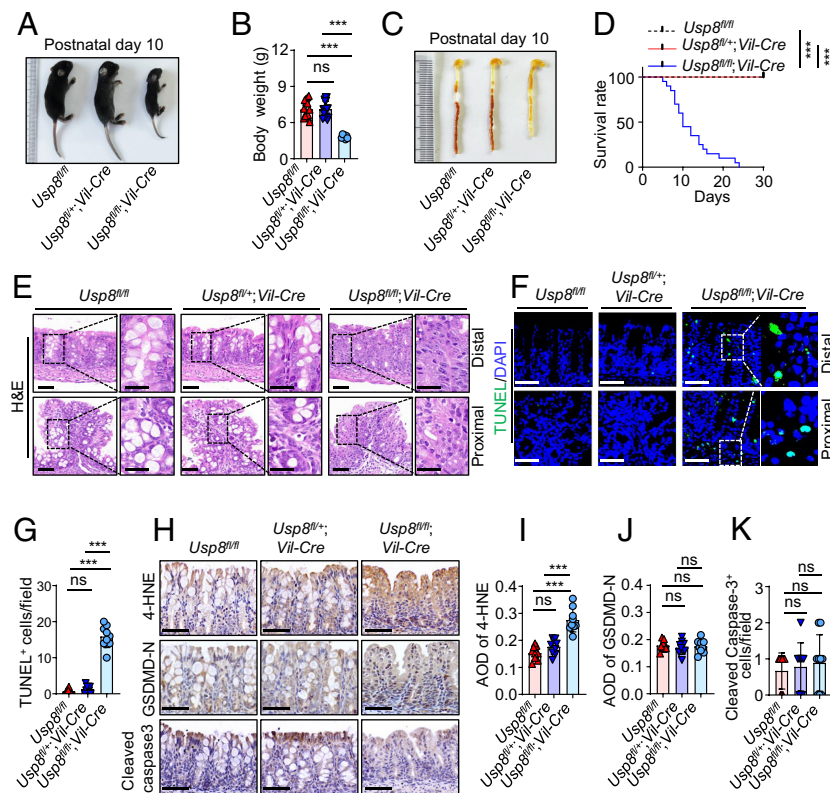 A
Postnatal day 10
Usp8fl/fl
Usp8fl/+;Vil-Cre
Usp8fl/fl;Vil-Cre
B
***
***
ns
Body weight (g)
12
9
6
3
0
Usp8fl/fl
Usp8fl/+;Vil-Cre
Usp8fl/fl;Vil-Cre
C
Postnatal day 10
Usp8fl/fl
Usp8fl/+;Vil-Cre
Usp8fl/fl;Vil-Cre
D
Usp8fl/fl
Usp8fl/+;Vil-Cre
Usp8fl/fl;Vil-Cre
***
***
Survival rate
100
50
0
0 10 20 30
Days
E
Usp8fl/fl
Usp8fl/+;Vil-Cre
Usp8fl/fl;Vil-Cre
H&E
Distal
Proximal
F
Usp8fl/fl
Usp8fl/+;
Vil-Cre
Usp8fl/fl;Vil-Cre
TUNEL/DAPI
Distal
Proximal
G
***
***
ns
TUNEL+ cells/field
30
20
10
0
Usp8fl/fl
Usp8fl/+;Vil-Cre
Usp8fl/fl;Vil-Cre
H
Usp8fl/fl
Usp8fl/+;
Vil-Cre
Usp8fl/fl;
Vil-Cre
4-HNE
GSDMD-N
Cleaved
caspase3
I
***
***
ns
AOD of 4-HNE
0.4
0.3
0.2
0.1
0.0
Usp8fl/fl
Usp8fl/+;Vil-Cre
Usp8fl/fl;Vil-Cre
J
ns
ns
ns
AOD of GSDMD-N
0.4
0.3
0.2
0.1
0.0
Usp8fl/fl
Usp8fl/+;Vil-Cre
Usp8fl/fl;Vil-Cre
K
ns
ns
ns
Cleaved Caspase-3+
cells/field
3
2
1
0
Usp8fl/fl
Usp8fl/+;Vil-Cre
Usp8fl/fl;Vil-Cre